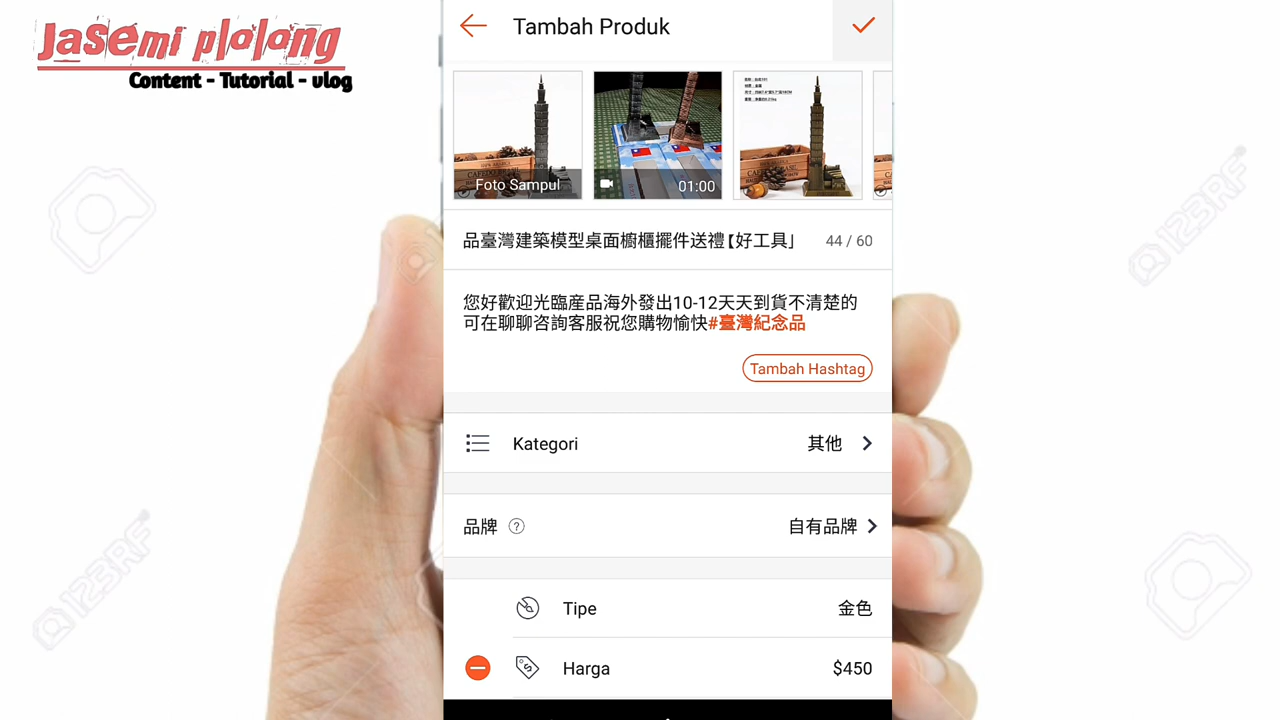 Jasemi plolong
Content - Tutorial - vlog
Tambah Produk
Foto Sampul
01:00
品臺灣建築模型桌面櫥櫃擺件送禮【好工具」
44 / 60
您好歡迎光臨産品海外發出10-12天天到貨不清楚的
可在聊聊咨詢客服祝您購物愉快#臺灣紀念品
Tambah Hashtag
Kategori
其他
品牌
自有品牌
Tipe
金色
Harga
$450
123RF
123RF
123RF